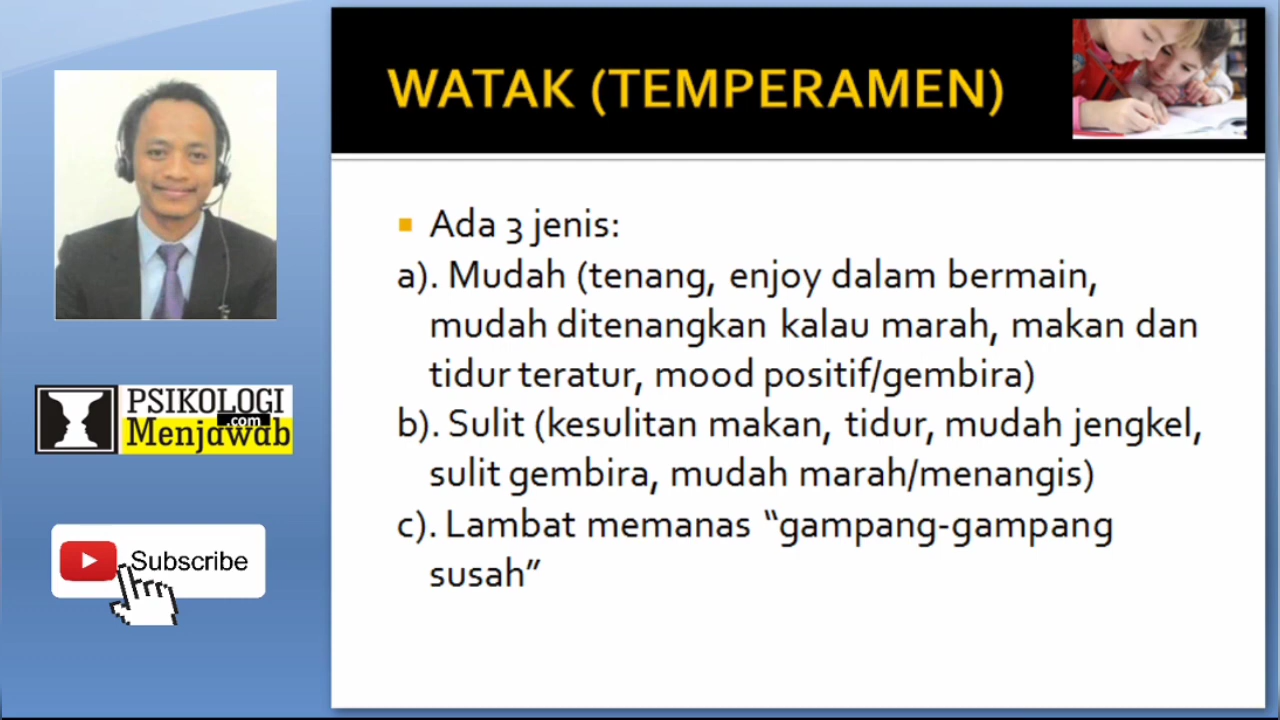 WATAK (TEMPERAMEN)
Ada 3 jenis:
a). Mudah (tenang, enjoy dalam bermain,
mudah ditenangkan kalau marah, makan dan
tidur teratur, mood positif/gembira)
b). Sulit (kesulitan makan, tidur, mudah jengkel,
sulit gembira, mudah marah/menangis)
c). Lambat memanas “gampang-gampang
susah”
PSIKOLOGI
.com
Menjawab
Subscribe